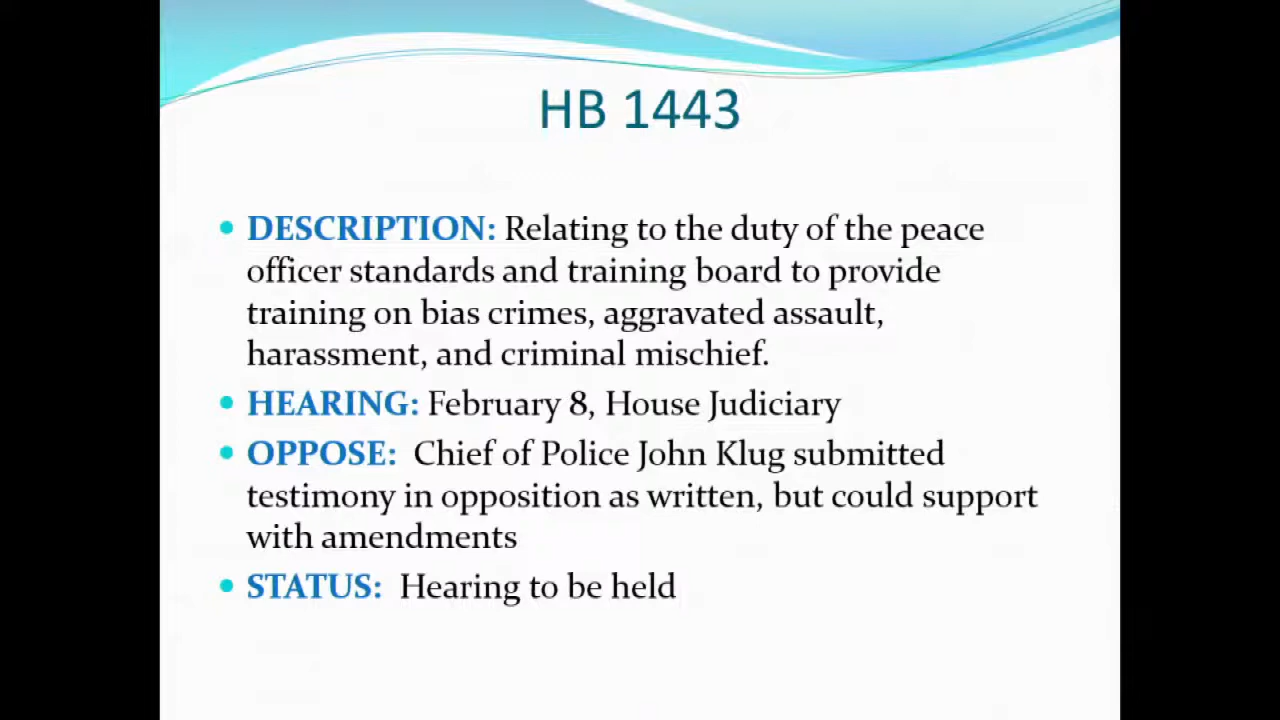 HB 1443
• DESCRIPTION: Relating to the duty of the peace
officer standards and training board to provide
training on bias crimes, aggravated assault,
harassment, and criminal mischief.
• HEARING: February 8, House Judiciary
• OPPOSE:  Chief of Police John Klug submitted
testimony in opposition as written, but could support
with amendments
• STATUS:  Hearing to be held